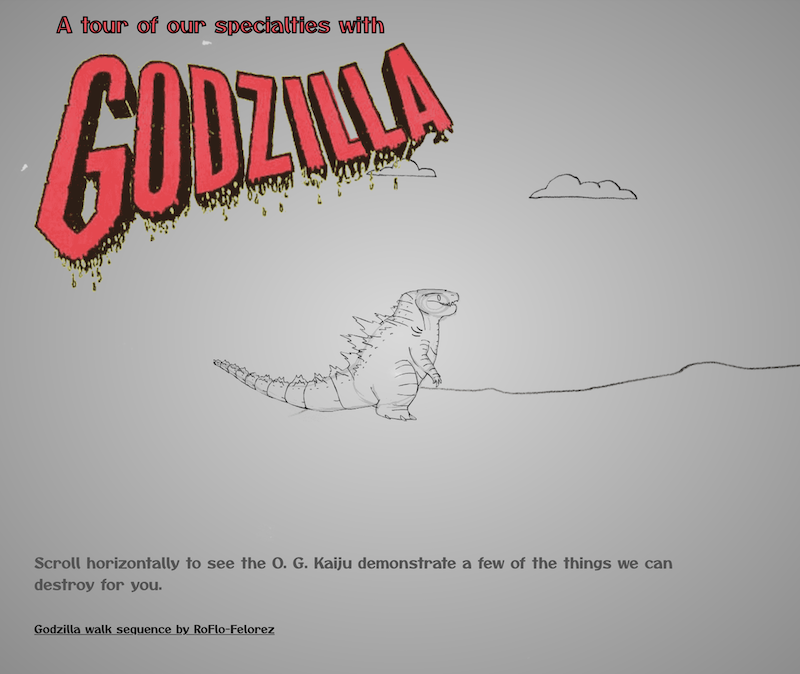 A tour of our specialties with
GODZILLA
Scroll horizontally to see the O. G. Kaiju demonstrate a few of the things we can
destroy for you.
Godzilla walk sequence by RoFlo-Felorez